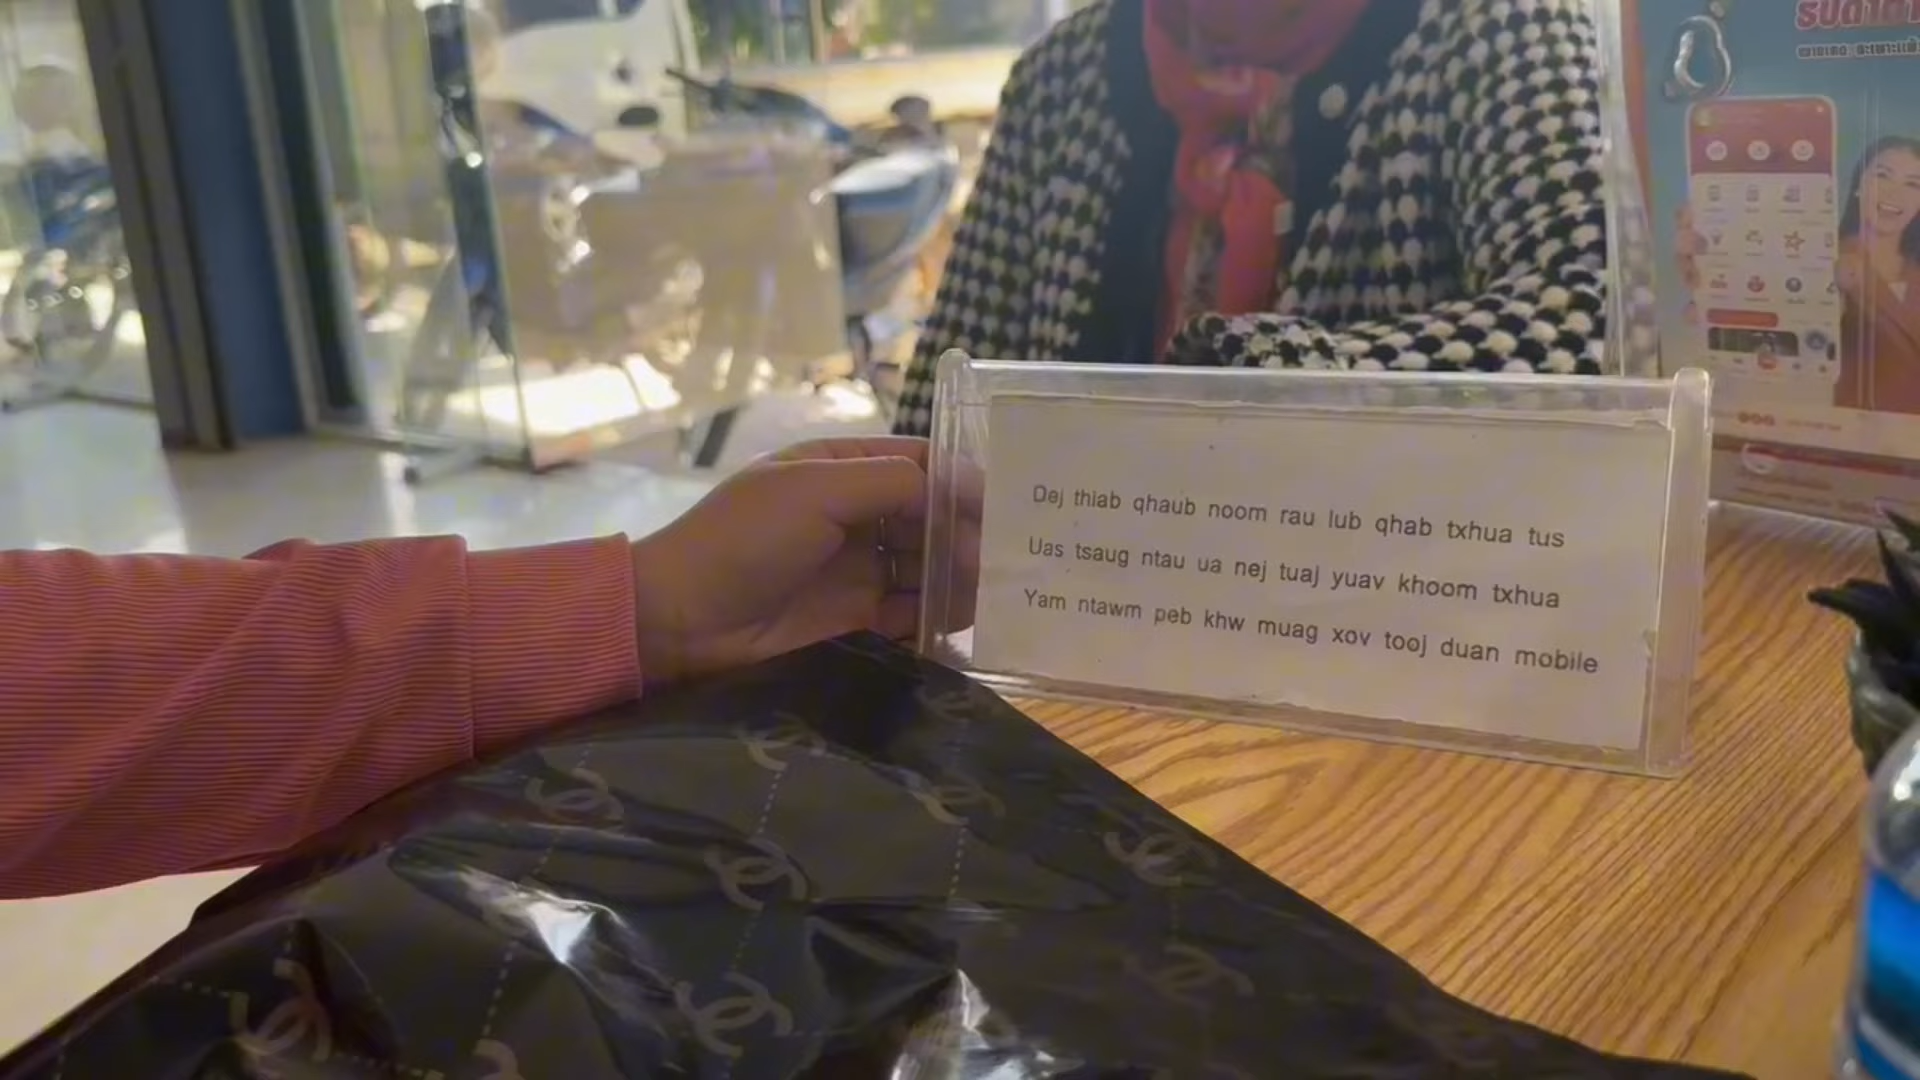 Dej thiab qhaub noom rau lub qhab txhua tus
Uas tsaug ntau ua nej tuaj yuav khoom txhua
Yam ntawm peb khw muag xov tooj duan mobile